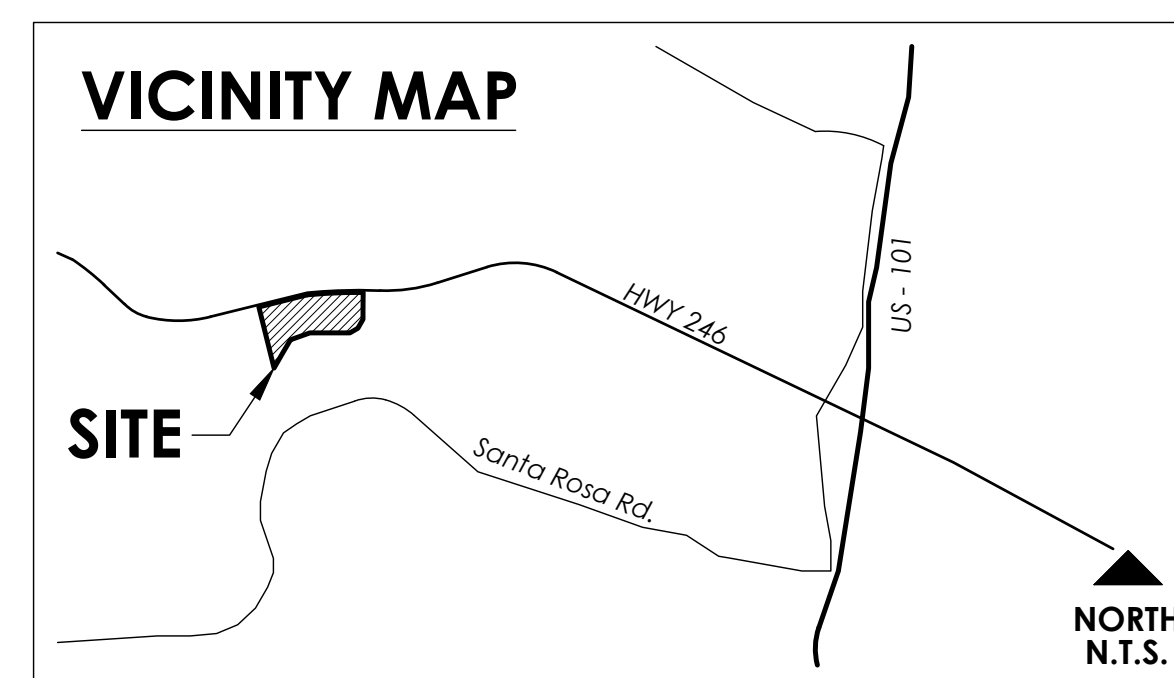 VICINITY MAP
US - 101
HWY 246
SITE
Santa Rosa Rd.
NORTH
N.T.S.